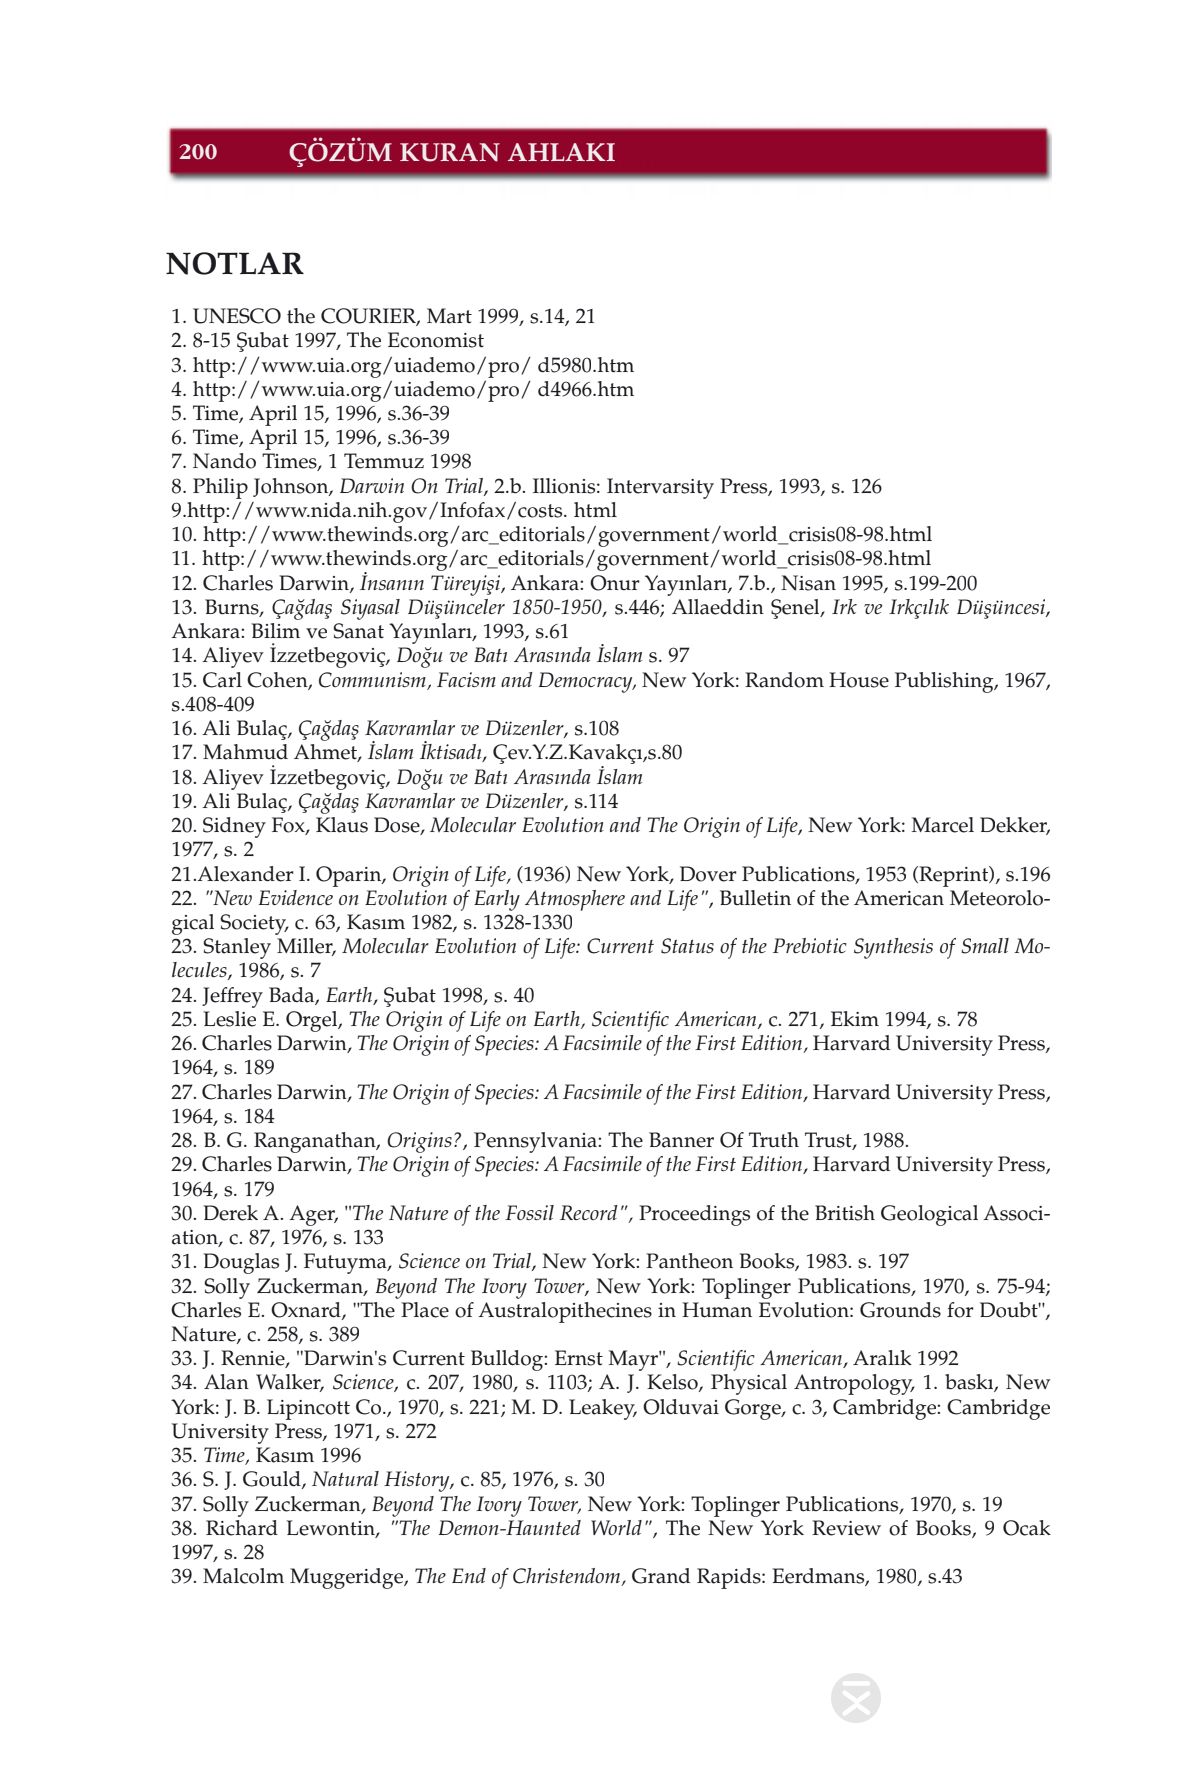 200 ÇÖZÜM KURAN AHLAKI
NOTLAR
1. UNESCO the COURIER, Mart 1999, s.14, 21
2. 8-15 Şubat 1997, The Economist
3. http://www.uia.org/uiademo/pro/ d5980.htm
4. http://www.uia.org/uiademo/pro/ d4966.htm
5. Time, April 15, 1996, s.36-39
6. Time, April 15, 1996, s.36-39
7. Nando Times, 1 Temmuz 1998
8. Philip Johnson, Darwin On Trial, 2.b. Illionis: Intervarsity Press, 1993, s. 126
9.http://www.nida.nih.gov/Infofax/costs. html
10. http://www.thewinds.org/arc_editorials/government/world_crisis08-98.html
11. http://www.thewinds.org/arc_editorials/government/world_crisis08-98.html
12. Charles Darwin, İnsanın Türeyişi, Ankara: Onur Yayınları, 7.b., Nisan 1995, s.199-200
13. Burns, Çağdaş Siyasal Düşünceler 1850-1950, s.446; Allaeddin Şenel, Irk ve Irkçılık Düşüncesi,
Ankara: Bilim ve Sanat Yayınları, 1993, s.61
14. Aliyev İzzetbegoviç, Doğu ve Batı Arasında İslam s. 97
15. Carl Cohen, Communism, Facism and Democracy, New York: Random House Publishing, 1967,
s.408-409
16. Ali Bulaç, Çağdaş Kavramlar ve Düzenler, s.108
17. Mahmud Ahmet, İslam İktisadı, Çev.Y.Z.Kavakçı,s.80
18. Aliyev İzzetbegoviç, Doğu ve Batı Arasında İslam
19. Ali Bulaç, Çağdaş Kavramlar ve Düzenler, s.114
20. Sidney Fox, Klaus Dose, Molecular Evolution and The Origin of Life, New York: Marcel Dekker,
1977, s. 2
21.Alexander I. Oparin, Origin of Life, (1936) New York, Dover Publications, 1953 (Reprint), s.196
22. "New Evidence on Evolution of Early Atmosphere and Life", Bulletin of the American Meteorolo-
gical Society, c. 63, Kasım 1982, s. 1328-1330
23. Stanley Miller, Molecular Evolution of Life: Current Status of the Prebiotic Synthesis of Small Mo-
lecules, 1986, s. 7
24. Jeffrey Bada, Earth, Şubat 1998, s. 40
25. Leslie E. Orgel, The Origin of Life on Earth, Scientific American, c. 271, Ekim 1994, s. 78
26. Charles Darwin, The Origin of Species: A Facsimile of the First Edition, Harvard University Press,
1964, s. 189
27. Charles Darwin, The Origin of Species: A Facsimile of the First Edition, Harvard University Press,
1964, s. 184
28. B. G. Ranganathan, Origins?, Pennsylvania: The Banner Of Truth Trust, 1988.
29. Charles Darwin, The Origin of Species: A Facsimile of the First Edition, Harvard University Press,
1964, s. 179
30. Derek A. Ager, "The Nature of the Fossil Record", Proceedings of the British Geological Associ-
ation, c. 87, 1976, s. 133
31. Douglas J. Futuyma, Science on Trial, New York: Pantheon Books, 1983. s. 197
32. Solly Zuckerman, Beyond The Ivory Tower, New York: Toplinger Publications, 1970, s. 75-94;
Charles E. Oxnard, "The Place of Australopithecines in Human Evolution: Grounds for Doubt",
Nature, c. 258, s. 389
33. J. Rennie, "Darwin's Current Bulldog: Ernst Mayr", Scientific American, Aralık 1992
34. Alan Walker, Science, c. 207, 1980, s. 1103; A. J. Kelso, Physical Antropology, 1. baskı, New
York: J. B. Lipincott Co., 1970, s. 221; M. D. Leakey, Olduvai Gorge, c. 3, Cambridge: Cambridge
University Press, 1971, s. 272
35. Time, Kasım 1996
36. S. J. Gould, Natural History, c. 85, 1976, s. 30
37. Solly Zuckerman, Beyond The Ivory Tower, New York: Toplinger Publications, 1970, s. 19
38. Richard Lewontin, "The Demon-Haunted World", The New York Review of Books, 9 Ocak
1997, s. 28
39. Malcolm Muggeridge, The End of Christendom, Grand Rapids: Eerdmans, 1980, s.43